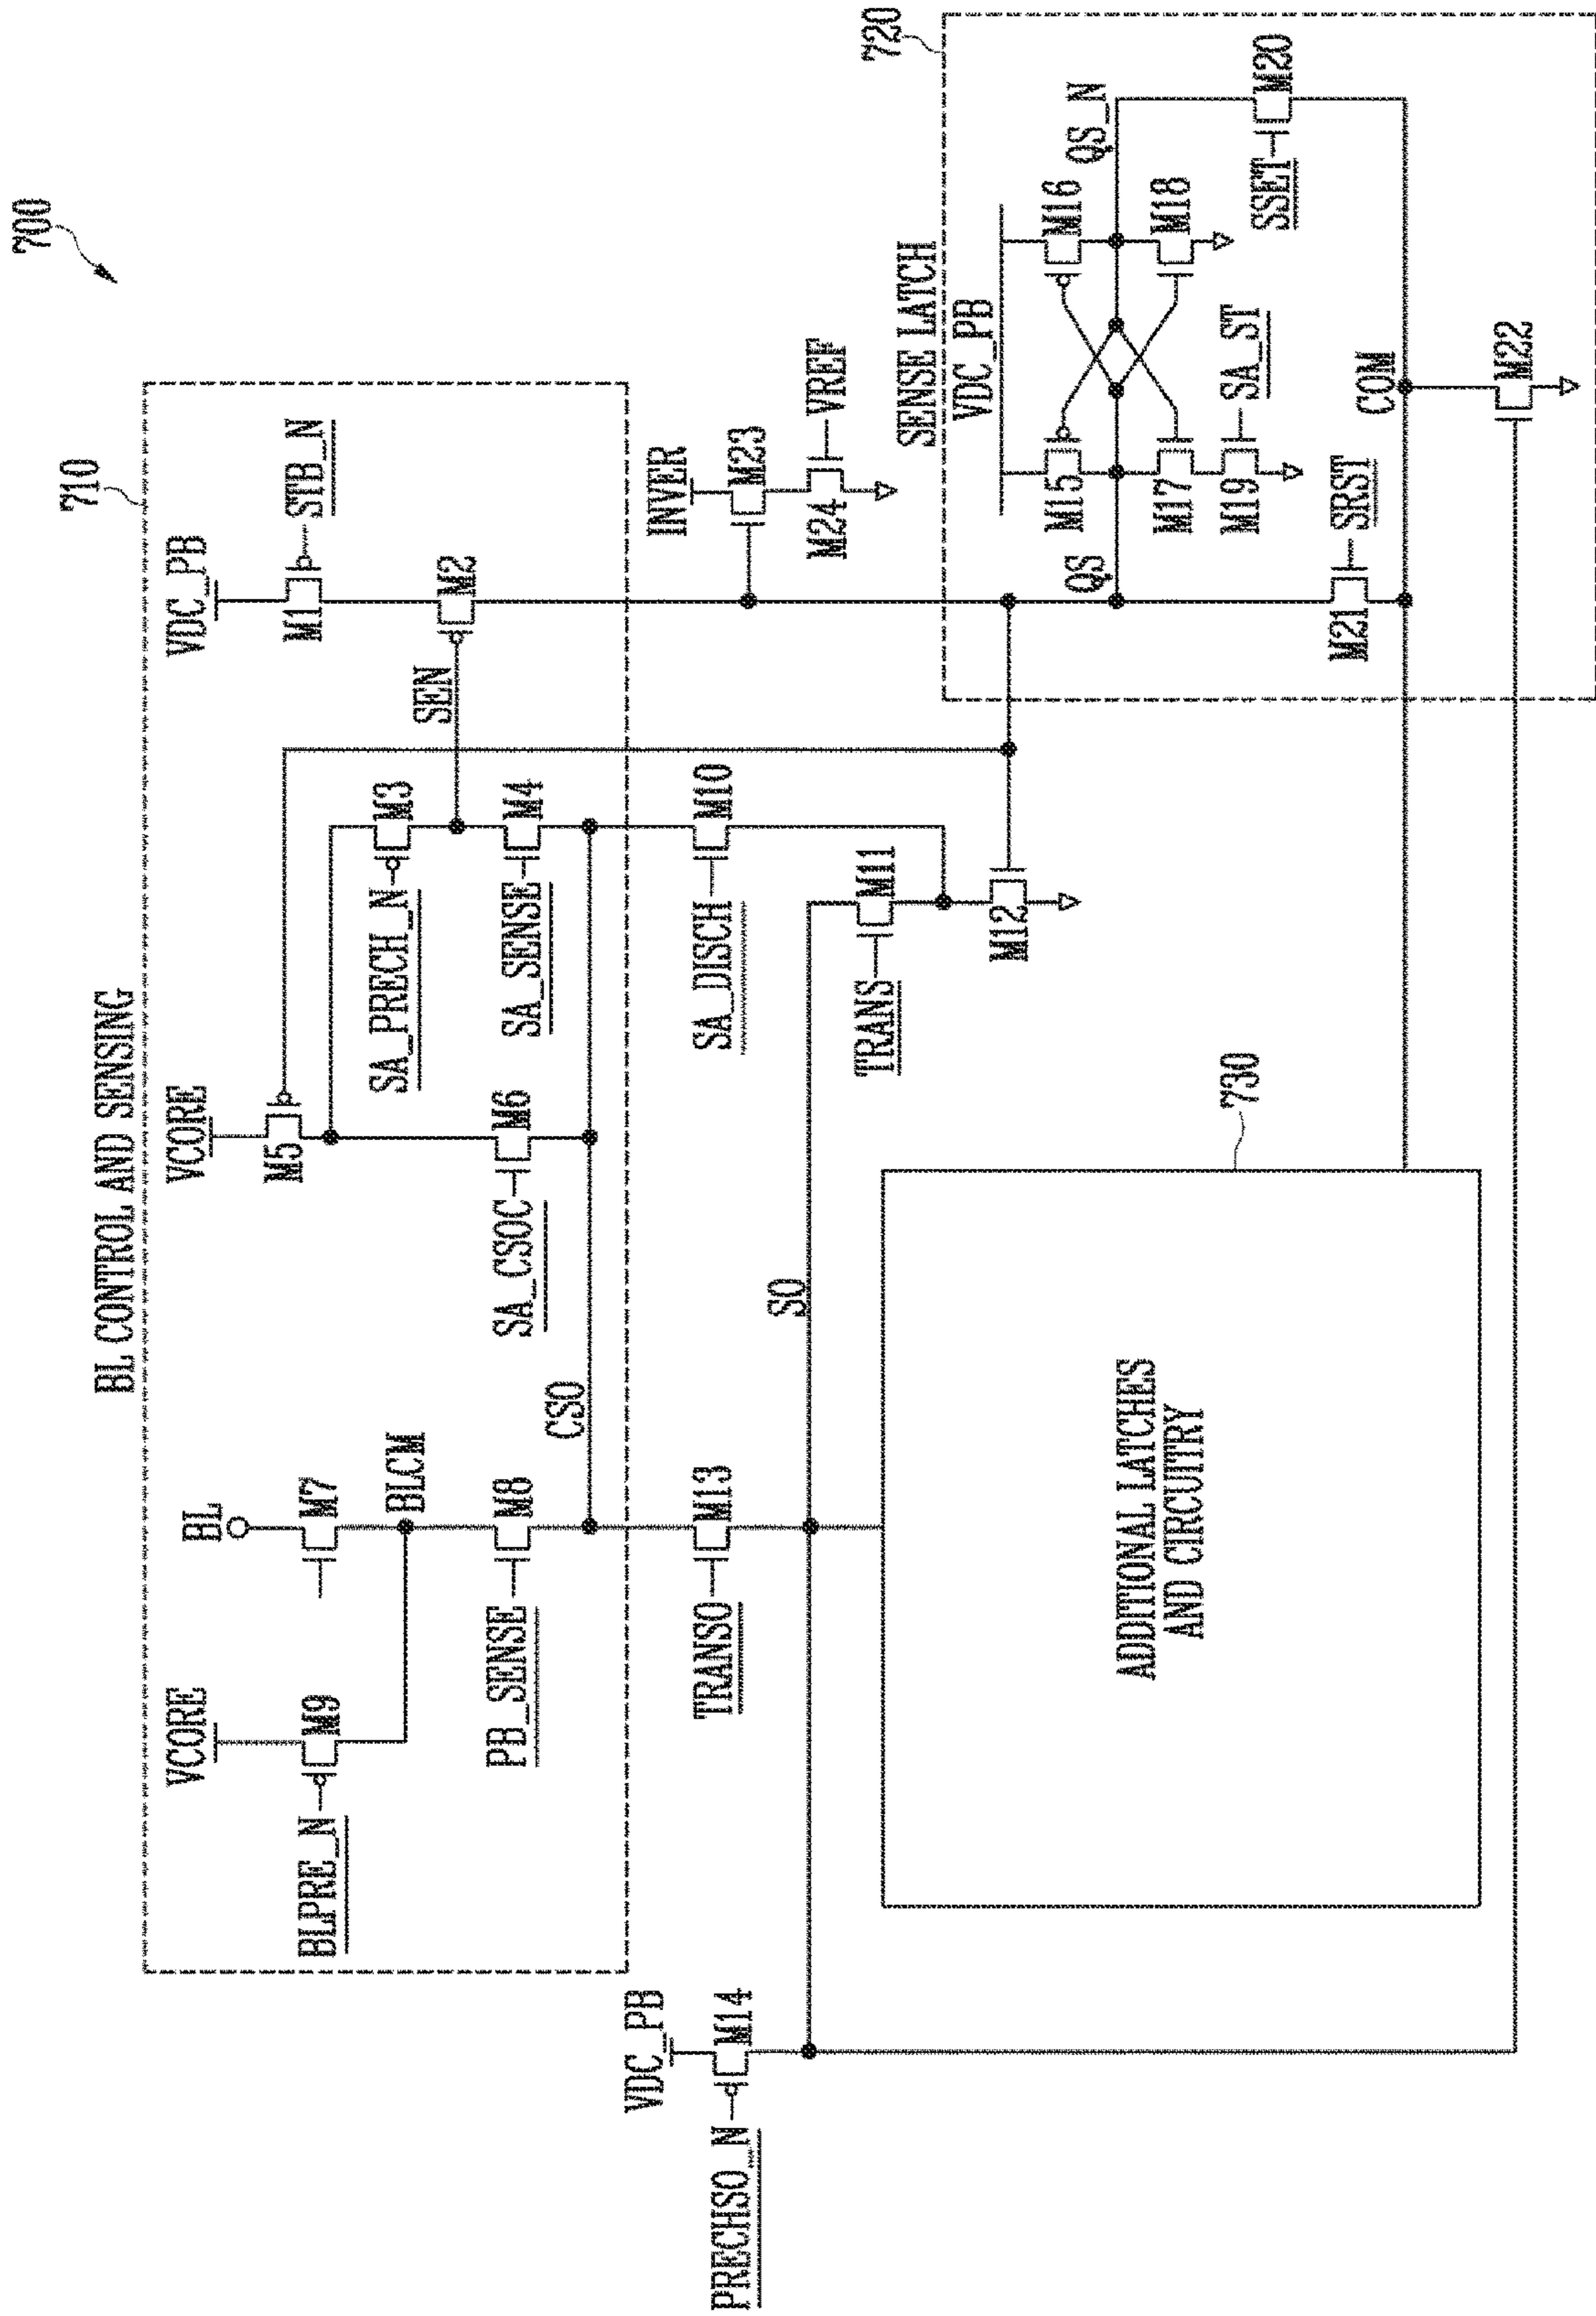 700
BL CONTROL AND SENSING
710
VCORE
BL
VCORE
VDC_PB
BLPRE_N
M9
M7
M5
M1
STB_N
BLCM
SA_PRECH_N
M3
SEN
M2
PB_SENSE
M8
SA_CSOC
M6
SA_SENSE
M4
CSO
VDC_PB
PRECHSO_N
M14
TRANSO
M13
SA_DISCH
M10
INVER
M23
M24
VREF
SO
TRANS
M11
M12
720
SENSE LATCH
VDC_PB
M15
M16
QS
QS_N
M17
M18
M19
SA_ST
SSET
M20
M21
SRST
COM
M22
730
ADDITIONAL LATCHES
AND CIRCUITRY